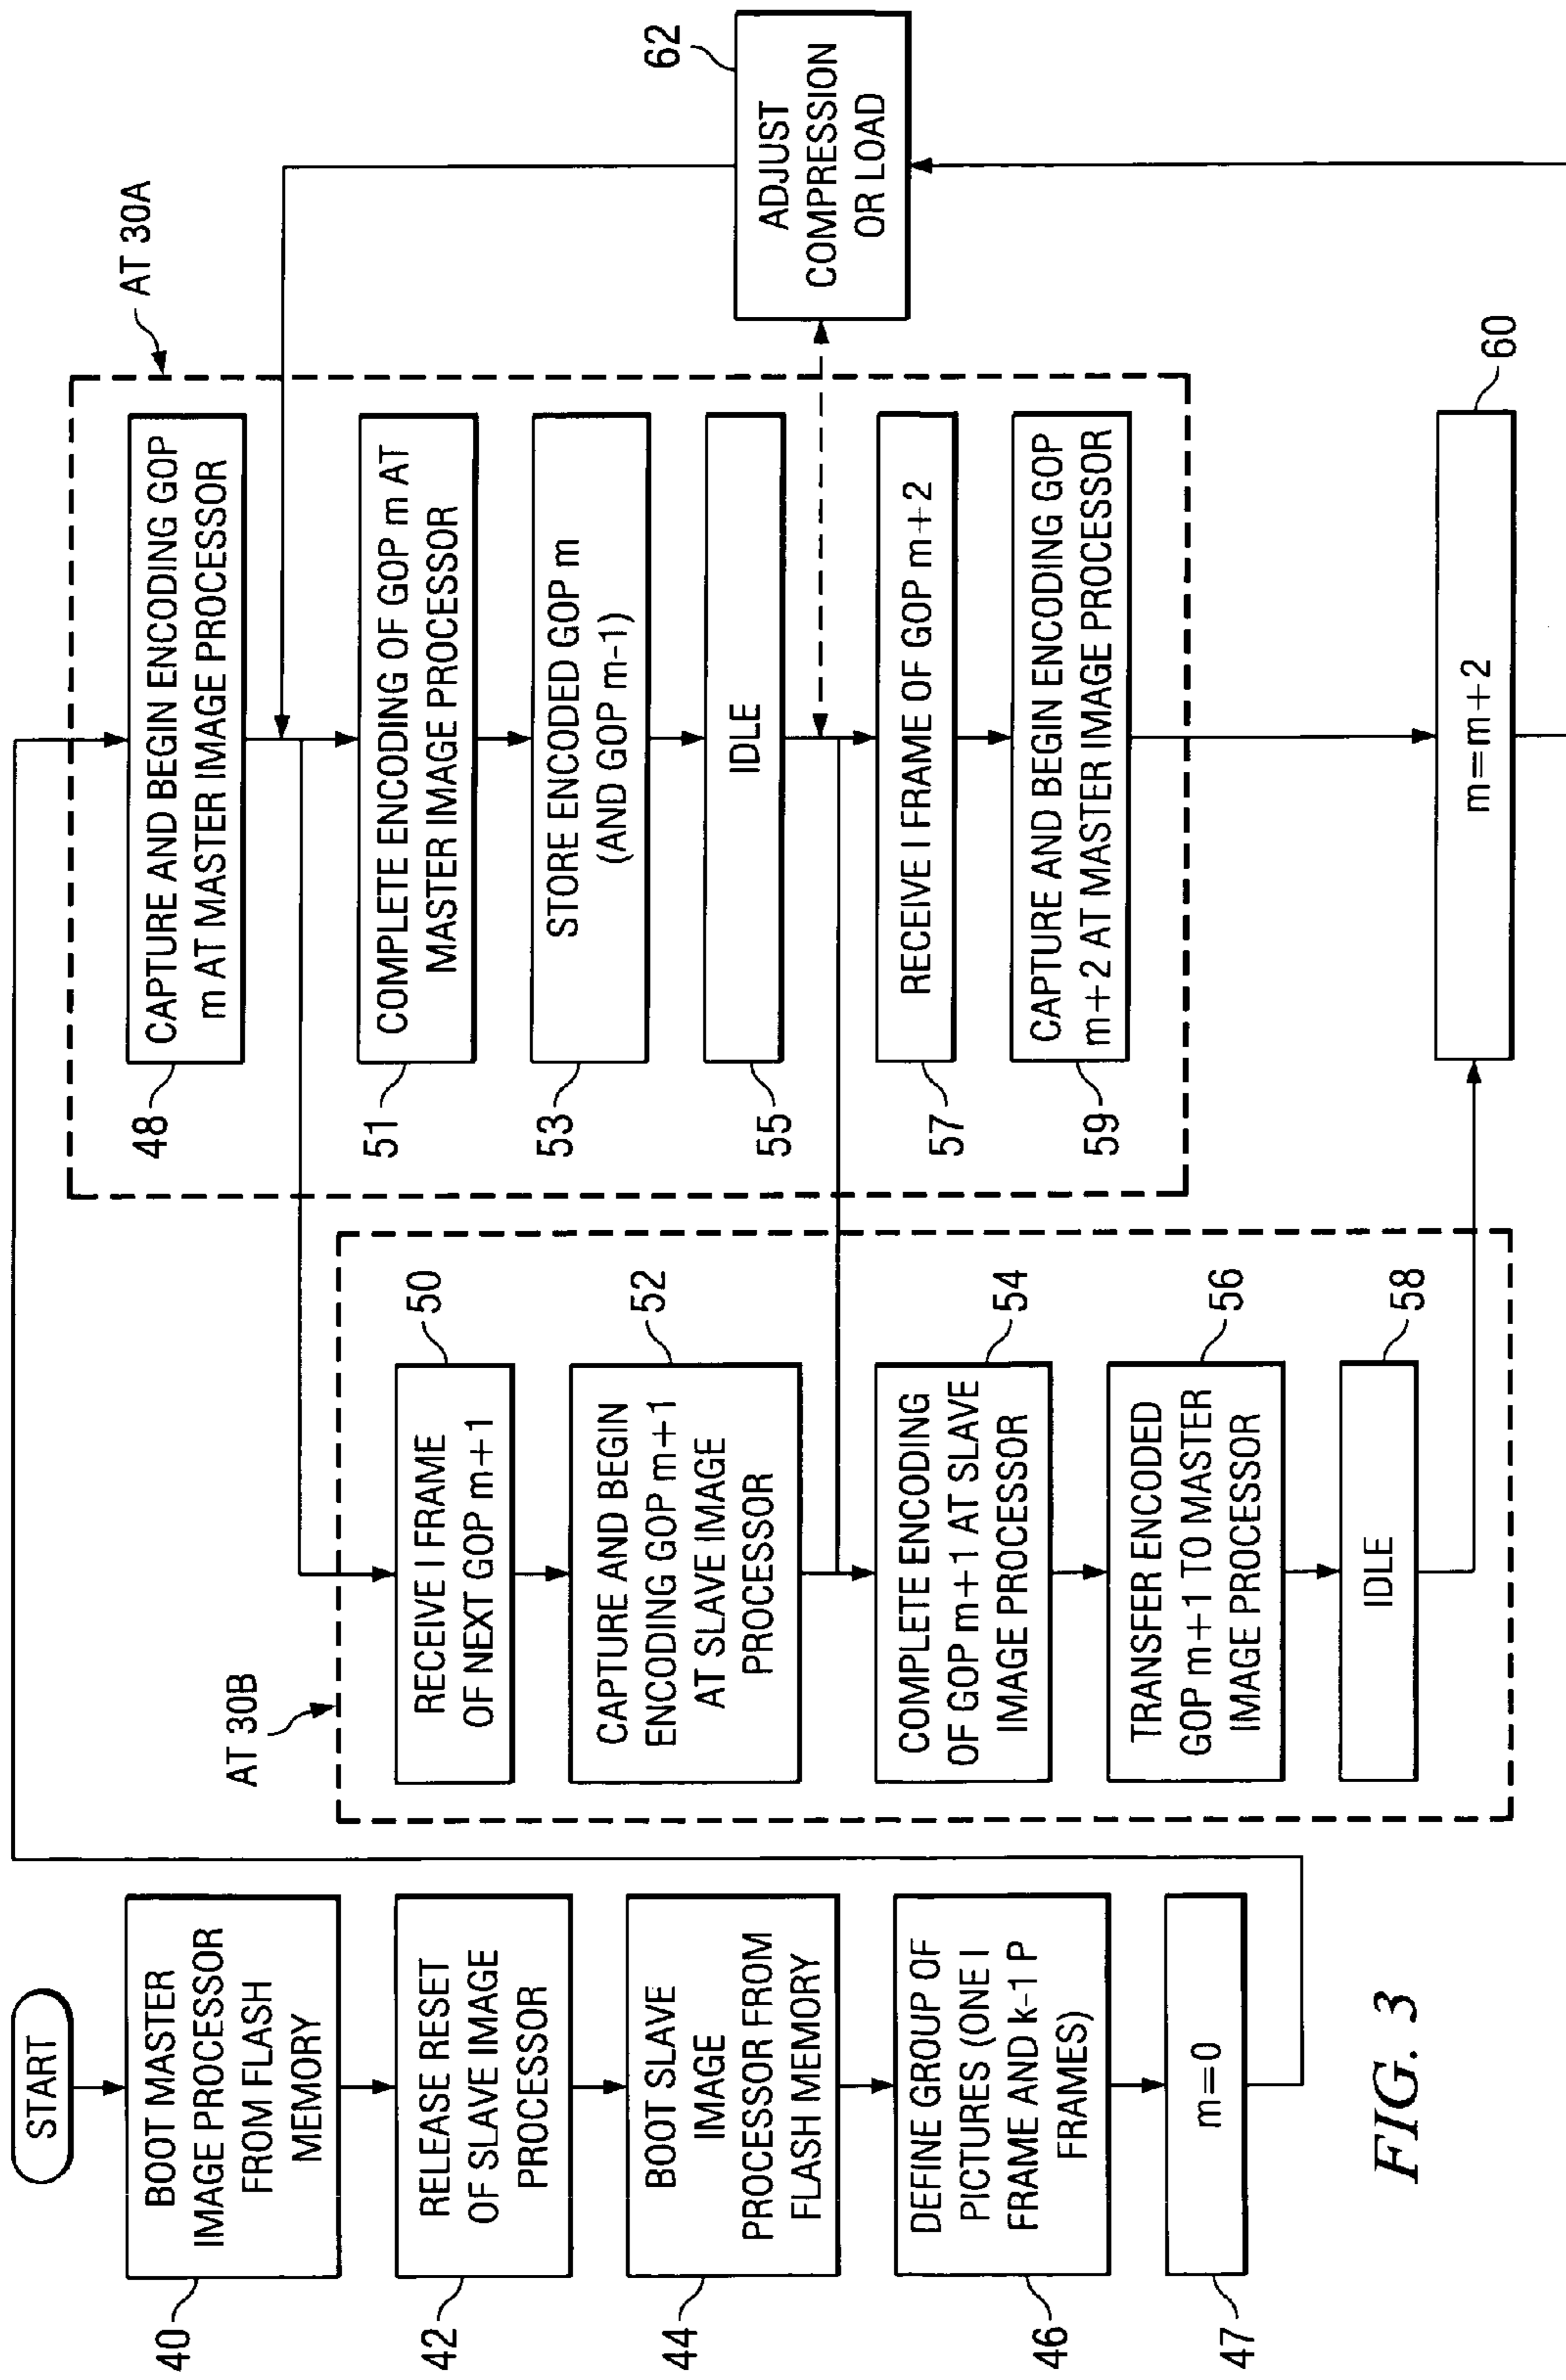 START
BOOT MASTER
IMAGE PROCESSOR
FROM FLASH
MEMORY
40
RELEASE RESET
OF SLAVE IMAGE
PROCESSOR
42
BOOT SLAVE
IMAGE
PROCESSOR FROM
FLASH MEMORY
44
DEFINE GROUP OF
PICTURES (ONE I
FRAME AND k-1 P
FRAMES)
46
m=0
47
AT 30B
RECEIVE I FRAME
OF NEXT GOP m+1
50
CAPTURE AND BEGIN
ENCODING GOP m+1
AT SLAVE IMAGE
PROCESSOR
52
COMPLETE ENCODING
OF GOP m+1 AT SLAVE
IMAGE PROCESSOR
54
TRANSFER ENCODED
GOP m+1 TO MASTER
IMAGE PROCESSOR
56
IDLE
58
AT 30A
CAPTURE AND BEGIN ENCODING GOP
m AT MASTER IMAGE PROCESSOR
48
COMPLETE ENCODING OF GOP m AT
MASTER IMAGE PROCESSOR
51
STORE ENCODED GOP m
(AND GOP m-1)
53
IDLE
55
RECEIVE I FRAME OF GOP m+2
57
CAPTURE AND BEGIN ENCODING GOP
m+2 AT MASTER IMAGE PROCESSOR
59
m=m+2
60
ADJUST
COMPRESSION
OR LOAD
62
FIG. 3